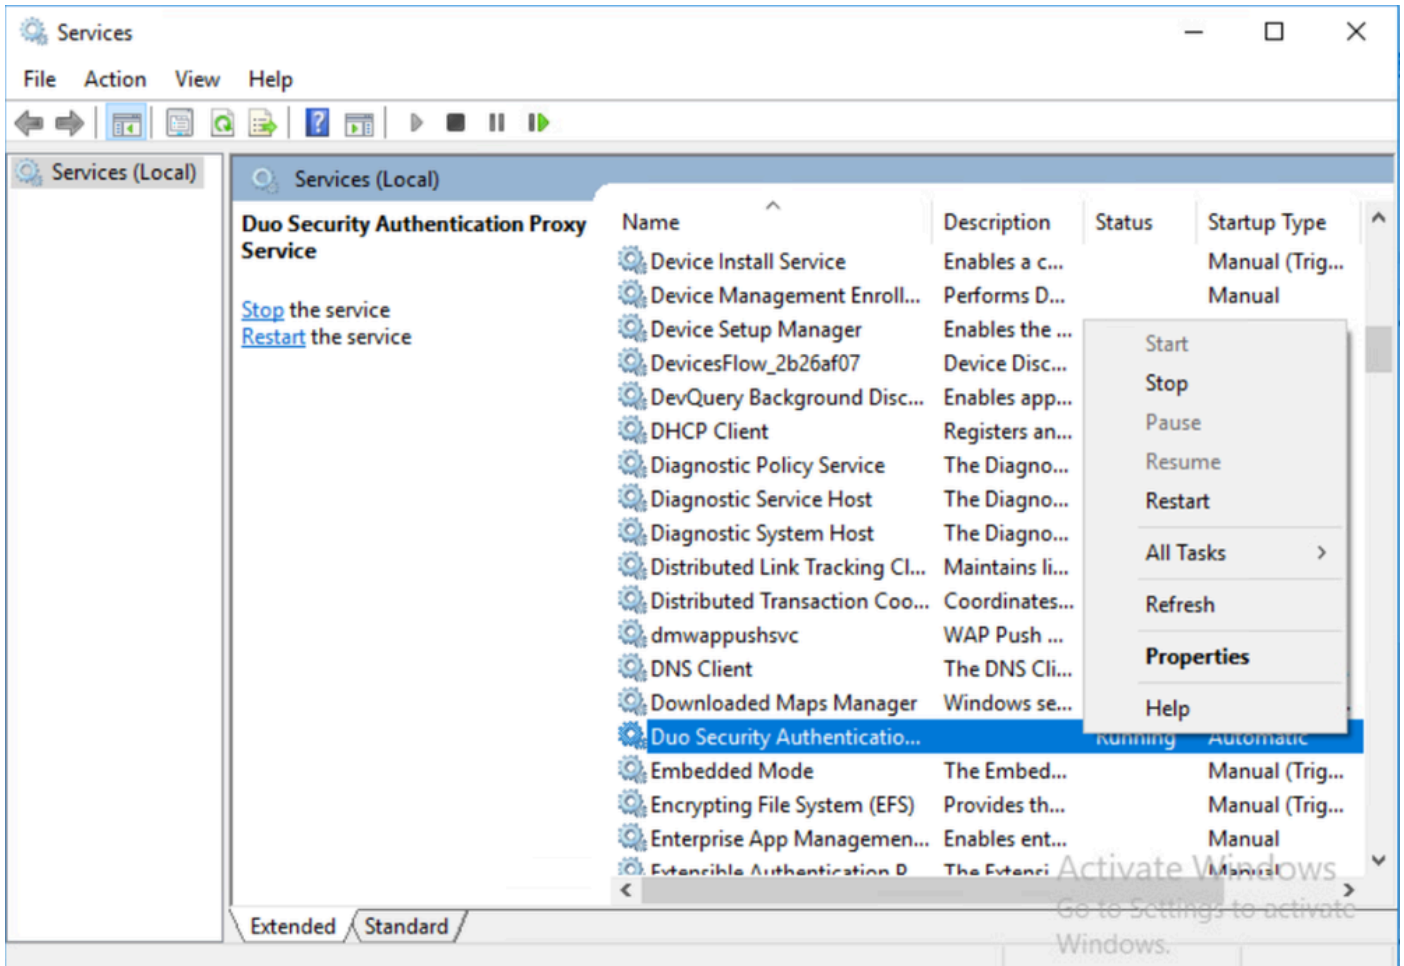 Services
File Action View Help
Services (Local)
Services (Local)
Duo Security Authentication Proxy
Service
Stop the service
Restart the service
Name Description Status Startup Type
Device Install Service Enables a c... Manual (Trig...
Device Management Enroll... Performs D... Manual
Device Setup Manager Enables the ...
DevicesFlow_2b26af07 Device Disc...
DevQuery Background Disc... Enables app...
DHCP Client Registers an...
Diagnostic Policy Service The Diagno...
Diagnostic Service Host The Diagno...
Diagnostic System Host The Diagno...
Distributed Link Tracking Cl... Maintains li...
Distributed Transaction Coo... Coordinates...
dmwappushsvc WAP Push ...
DNS Client The DNS Cli...
Downloaded Maps Manager Windows se...
Duo Security Authenticatio... Running Automatic
Embedded Mode The Embed... Manual (Trig...
Encrypting File System (EFS) Provides th... Manual (Trig...
Enterprise App Managemen... Enables ent... Manual
Extensible Authentication P... The Extensi... Manual
Start
Stop
Pause
Resume
Restart
All Tasks
Refresh
Properties
Help
Extended Standard
Activate Windows
Go to Settings to activate
Windows.